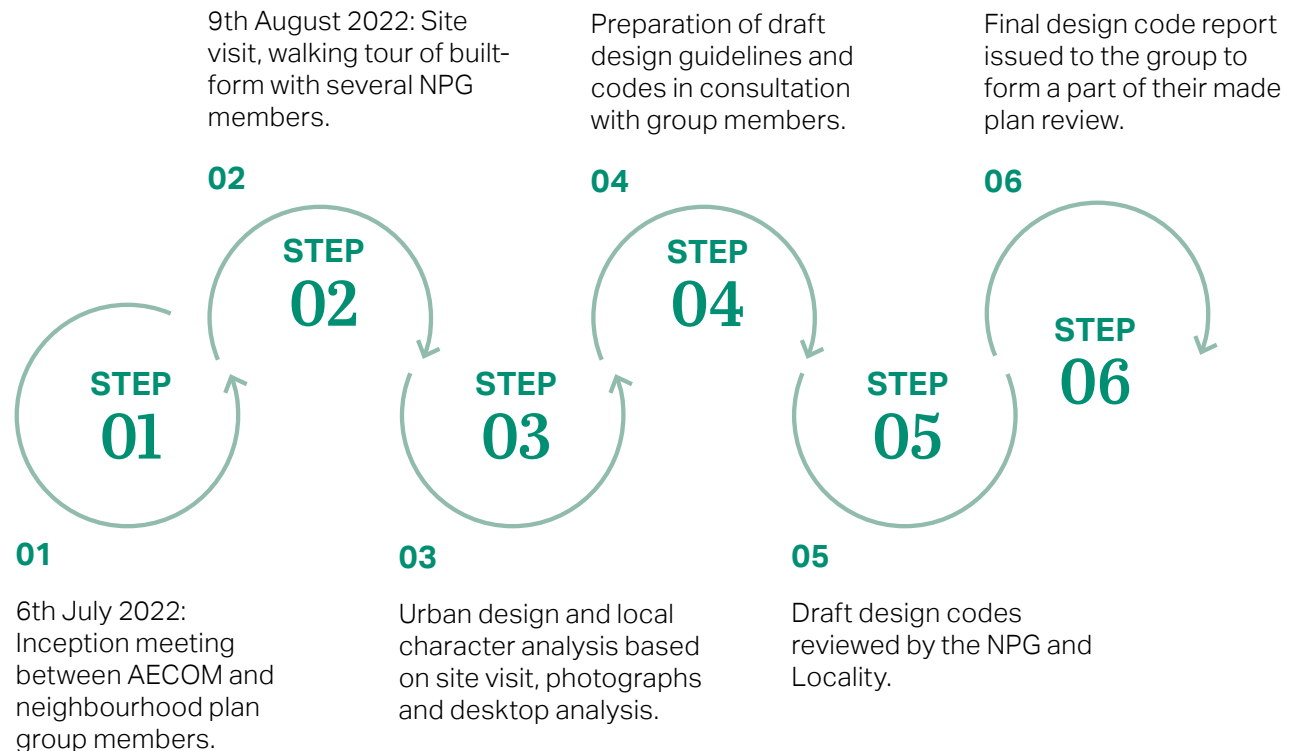 9th August 2022: Site
visit, walking tour of built-
form with several NPG
members.
02
Preparation of draft
design guidelines and
codes in consultation
with group members.
04
Final design code report
issued to the group to
form a part of their made
plan review.
06
STEP
01
STEP
02
STEP
03
STEP
04
STEP
05
STEP
06
01
6th July 2022:
Inception meeting
between AECOM and
neighbourhood plan
group members.
03
Urban design and local
character analysis based
on site visit, photographs
and desktop analysis.
05
Draft design codes
reviewed by the NPG and
Locality.